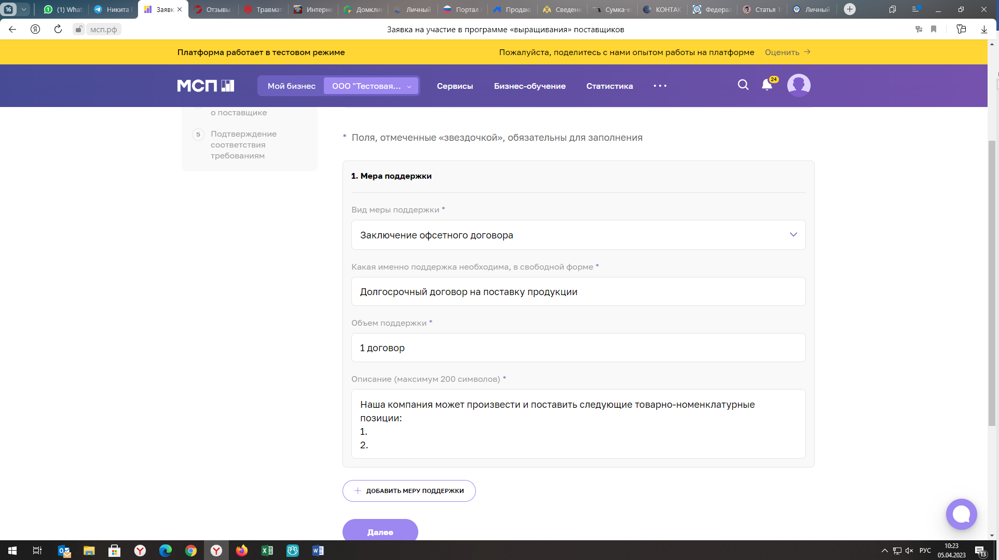 16
(1) What
Никита
Заявк
Отзывы
Травмат
Интерне
Домкли
Личный
Портал
Продаю
Сведени
Сумка-к
КОНТАК
Федерал
Статья 1
Личный
мсп.рф
Заявка на участие в программе «выращивания» поставщиков
Платформа работает в тестовом режиме
Пожалуйста, поделитесь с нами опытом работы на платформе
Оценить
МСП
Мой бизнес
ООО "Тестовая...
Сервисы
Бизнес-обучение
Статистика
24
о поставщике
5 Подтверждение
соответствия
требованиям
* Поля, отмеченные «звездочкой», обязательны для заполнения
1. Мера поддержки
Вид меры поддержки *
Заключение офсетного договора
Какая именно поддержка необходима, в свободной форме *
Долгосрочный договор на поставку продукции
Объем поддержки *
1 договор
Описание (максимум 200 символов) *
Наша компания может произвести и поставить следующие товарно-номенклатурные
позиции:
1.
2.
ДОБАВИТЬ МЕРУ ПОДДЕРЖКИ
Далее
РУС
10:23
05.04.2023
13